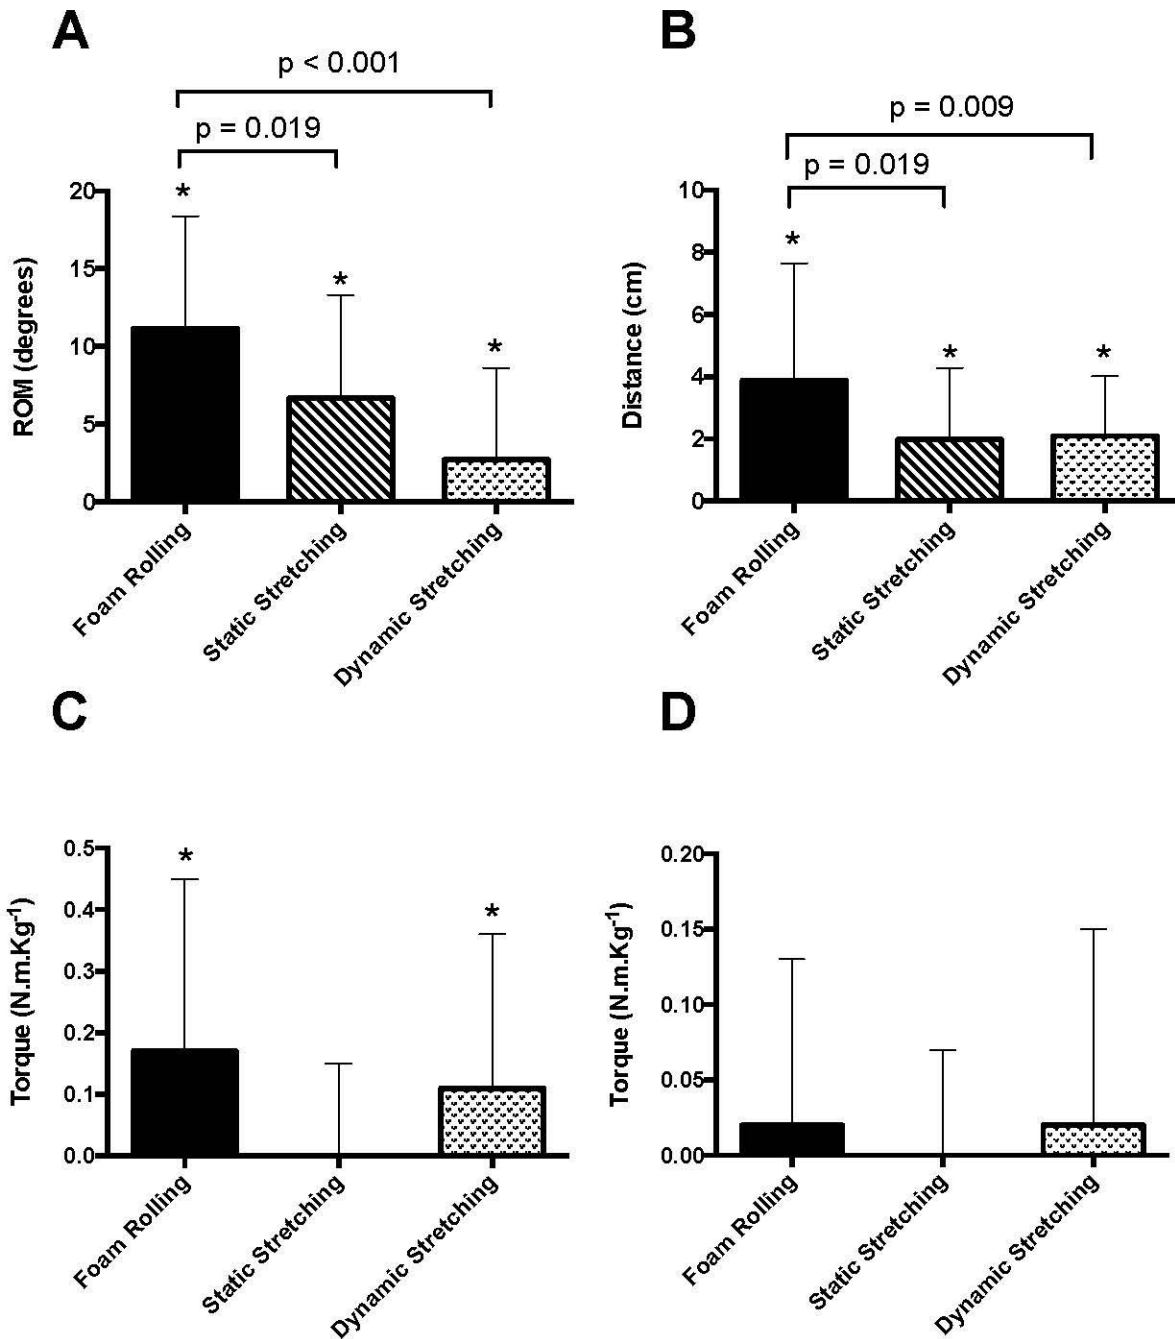 A
p < 0.001
p = 0.019
*
*
*
20
15
10
5
0
ROM (degrees)
Foam Rolling
Static Stretching
Dynamic Stretching
B
p = 0.009
p = 0.019
*
*
*
10
8
6
4
2
0
Distance (cm)
Foam Rolling
Static Stretching
Dynamic Stretching
C
*
*
0.5
0.4
0.3
0.2
0.1
0.0
Torque (N.m.Kg⁻¹)
Foam Rolling
Static Stretching
Dynamic Stretching
D
0.20
0.15
0.10
0.05
0.00
Torque (N.m.Kg⁻¹)
Foam Rolling
Static Stretching
Dynamic Stretching